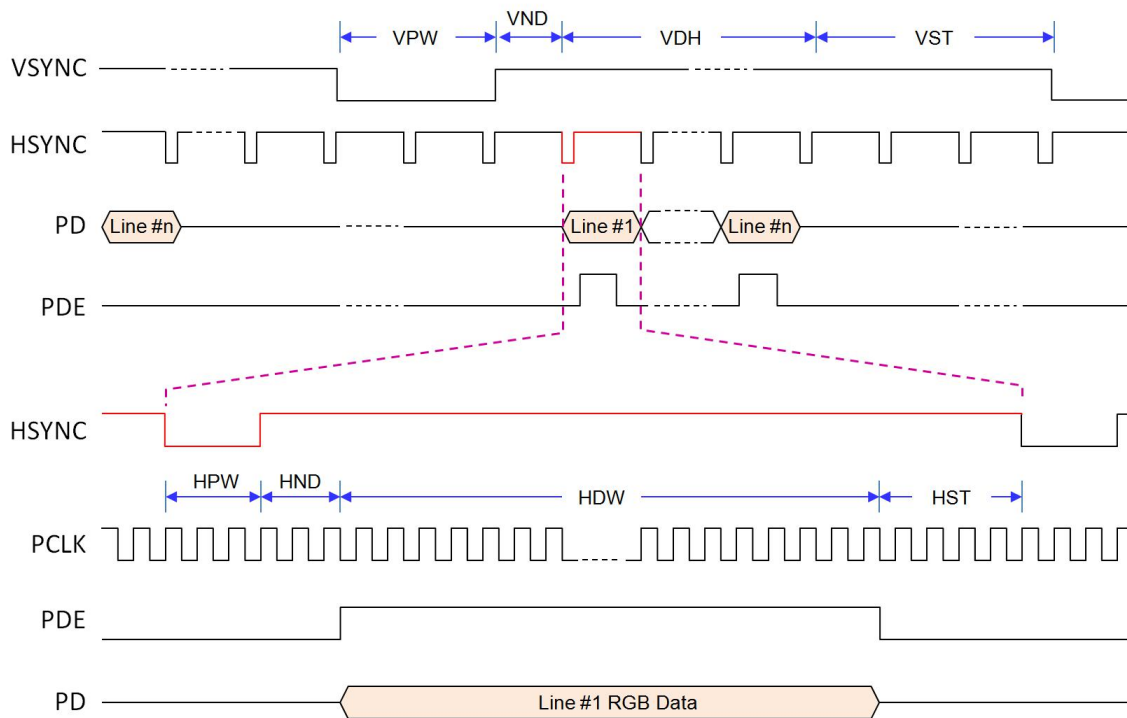 VPW VND VDH VST
VSYNC
HSYNC
PD Line #n Line #1 Line #n
PDE
HSYNC
HPW HND HDW HST
PCLK
PDE
PD Line #1 RGB Data